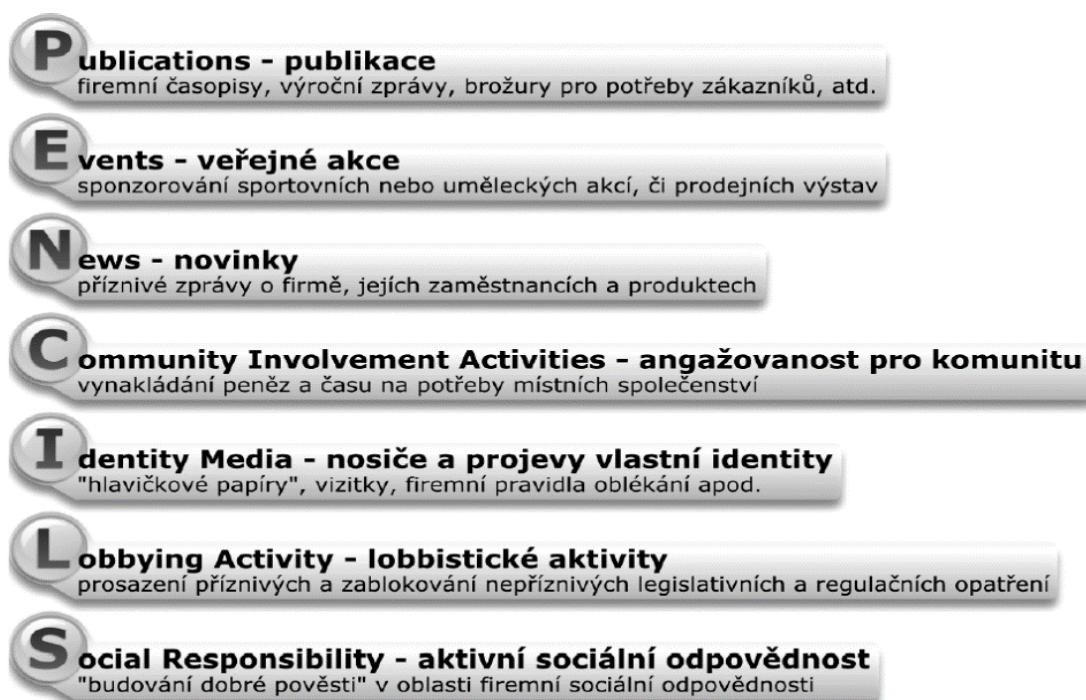 Publications - publikace
firemní časopisy, výroční zprávy, brožury pro potřeby zákazníků, atd.
Events - veřejné akce
sponzorování sportovních nebo uměleckých akcí, či prodejních výstav
News - novinky
příznivé zprávy o firmě, jejích zaměstnancích a produktech
Community Involvement Activities - angažovanost pro komunitu
vynakládání peněz a času na potřeby místních společenství
Identity Media - nosiče a projevy vlastní identity
"hlavičkové papíry", vizitky, firemní pravidla oblékání apod.
Lobbying Activity - lobbistické aktivity
prosazení příznivých a zablokování nepříznivých legislativních a regulačních opatření
Social Responsibility - aktivní sociální odpovědnost
"budování dobré pověsti" v oblasti firemní sociální odpovědnosti